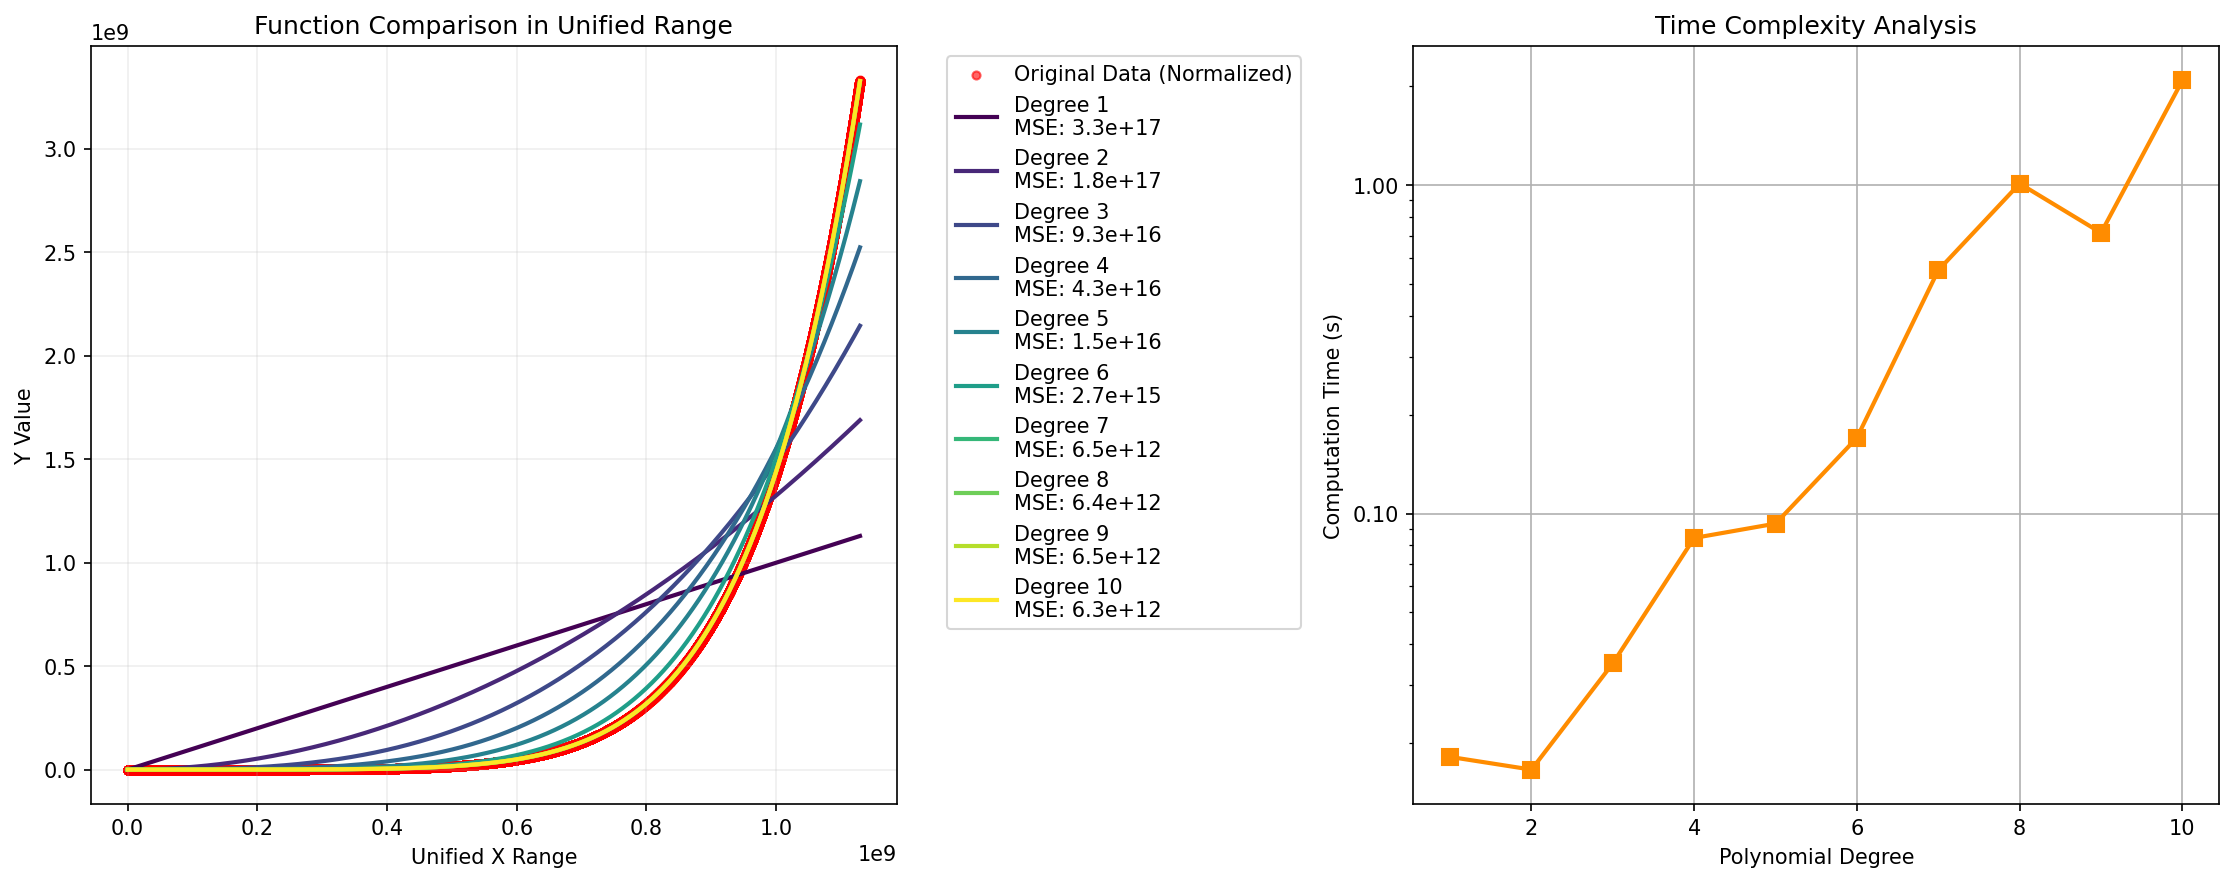 Function Comparison in Unified Range
1e9
3.0
2.5
2.0
1.5
1.0
0.5
0.0
Y Value
0.0 0.2 0.4 0.6 0.8 1.0
1e9
Unified X Range
Original Data (Normalized)
Degree 1
MSE: 3.3e+17
Degree 2
MSE: 1.8e+17
Degree 3
MSE: 9.3e+16
Degree 4
MSE: 4.3e+16
Degree 5
MSE: 1.5e+16
Degree 6
MSE: 2.7e+15
Degree 7
MSE: 6.5e+12
Degree 8
MSE: 6.4e+12
Degree 9
MSE: 6.5e+12
Degree 10
MSE: 6.3e+12
Time Complexity Analysis
1.00
0.10
Computation Time (s)
2 4 6 8 10
Polynomial Degree